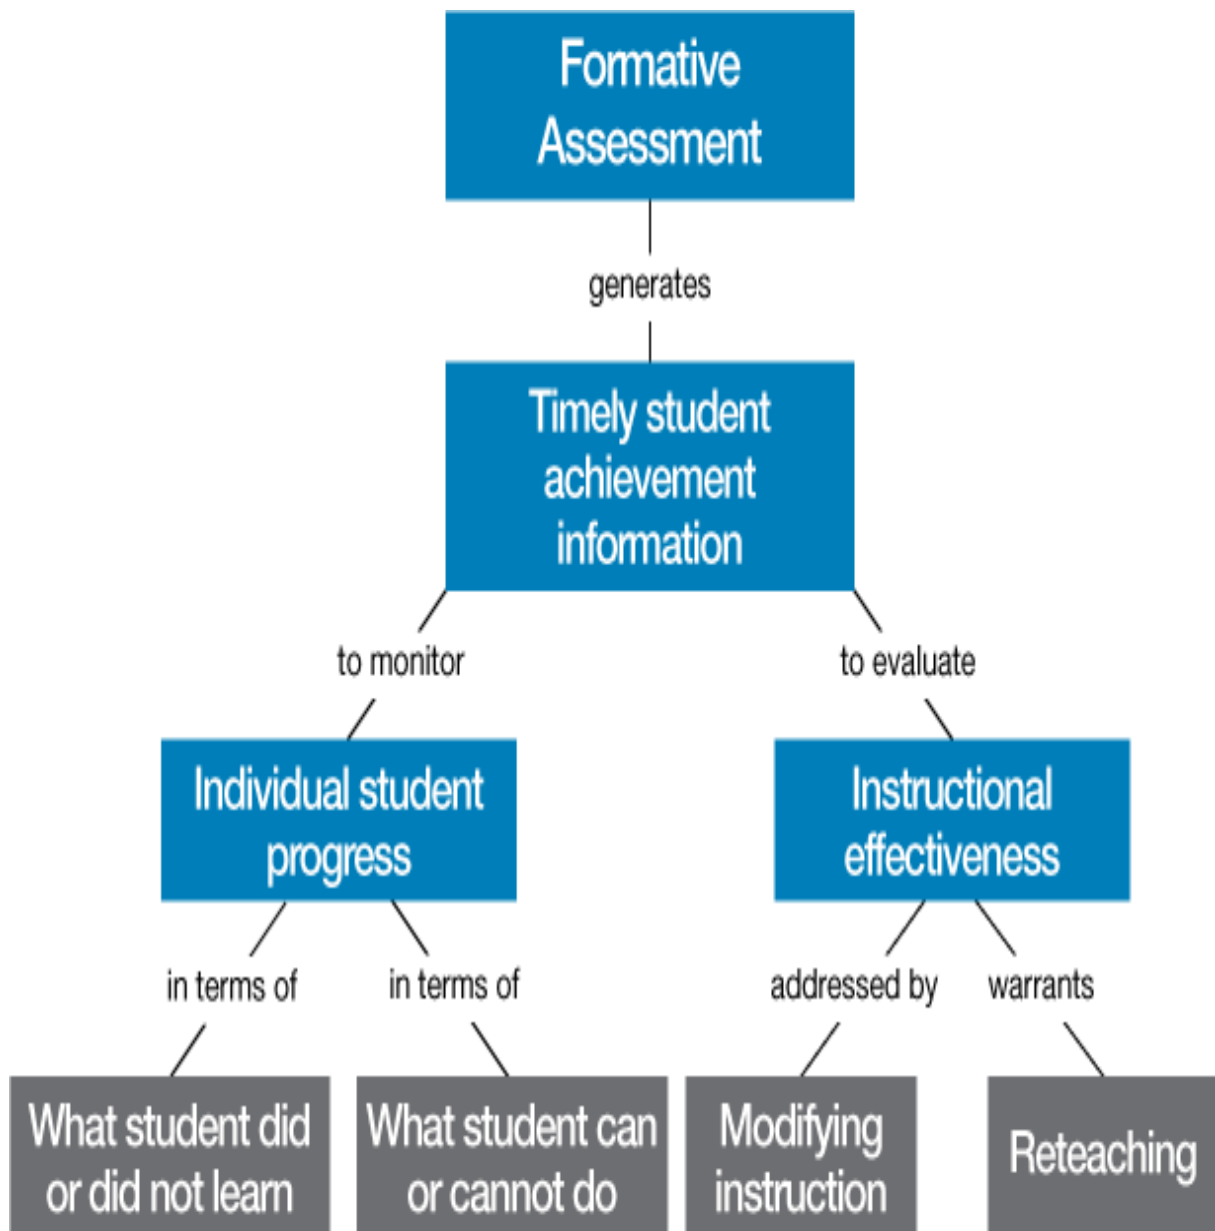 Formative
Assessment
generates
Timely student
achievement
information
to monitor
to evaluate
Individual student
progress
Instructional
effectiveness
in terms of
in terms of
addressed by
warrants
What student did
or did not learn
What student can
or cannot do
Modifying
instruction
Reteaching